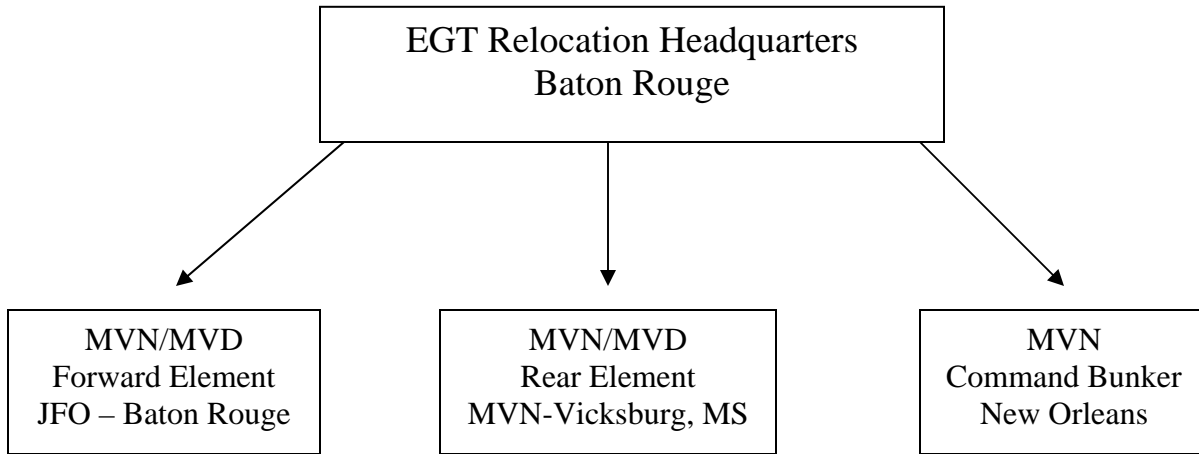 EGT Relocation Headquarters
Baton Rouge
MVN/MVD
Forward Element
JFO – Baton Rouge
MVN/MVD
Rear Element
MVN-Vicksburg, MS
MVN
Command Bunker
New Orleans